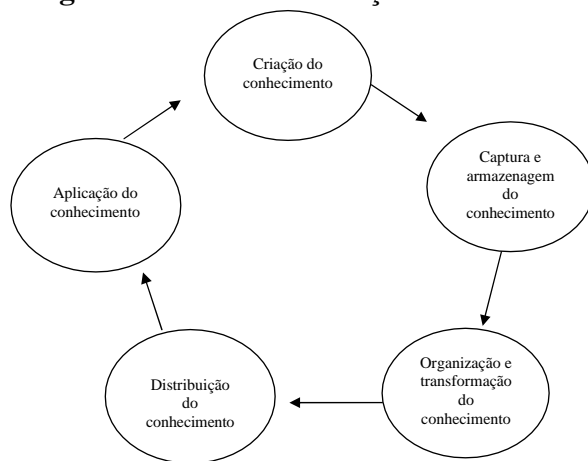 Criação do
conhecimento
Captura e
armazenagem
do
conhecimento
Aplicação do
conhecimento
Organização e
transformação
do
conhecimento
Distribuição
do
conhecimento